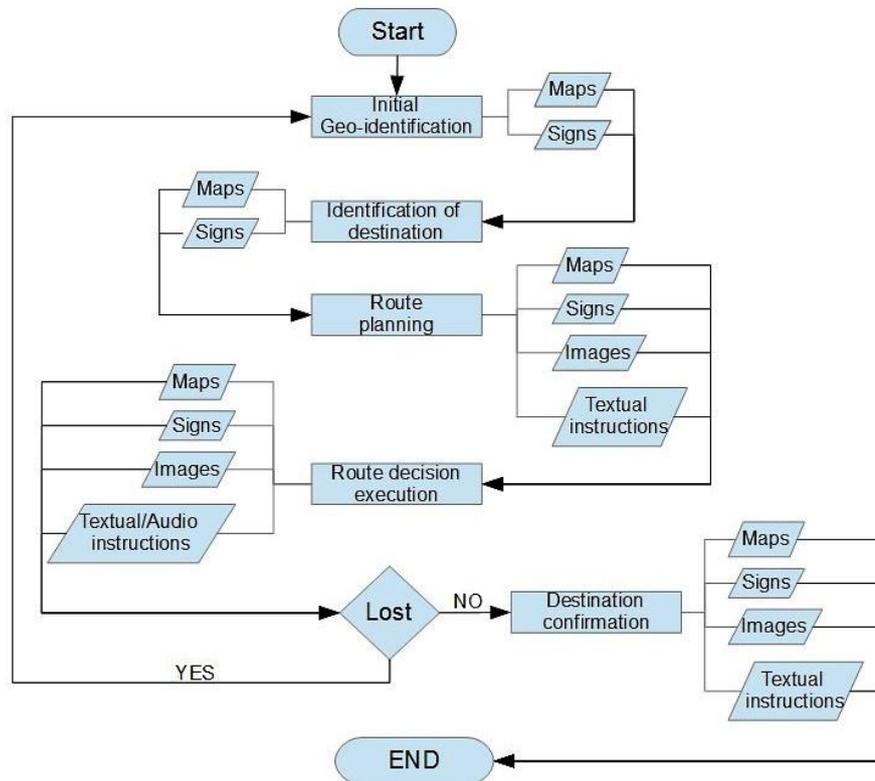 Start
Initial
Geo-identification
Maps
Signs
Maps
Signs
Identification of
destination
Route
planning
Maps
Signs
Images
Textual
instructions
Maps
Signs
Images
Textual/Audio
instructions
Route decision
execution
Lost
NO
YES
Destination
confirmation
Maps
Signs
Images
Textual
instructions
END